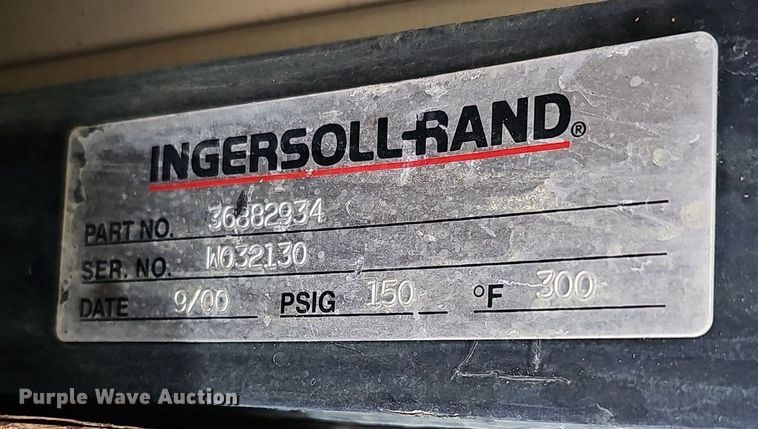 INGERSOLL-RAND®
PART NO. 36882934
SER. NO. W032130
DATE 9/00 PSIG 150 °F 300
Purple Wave Auction